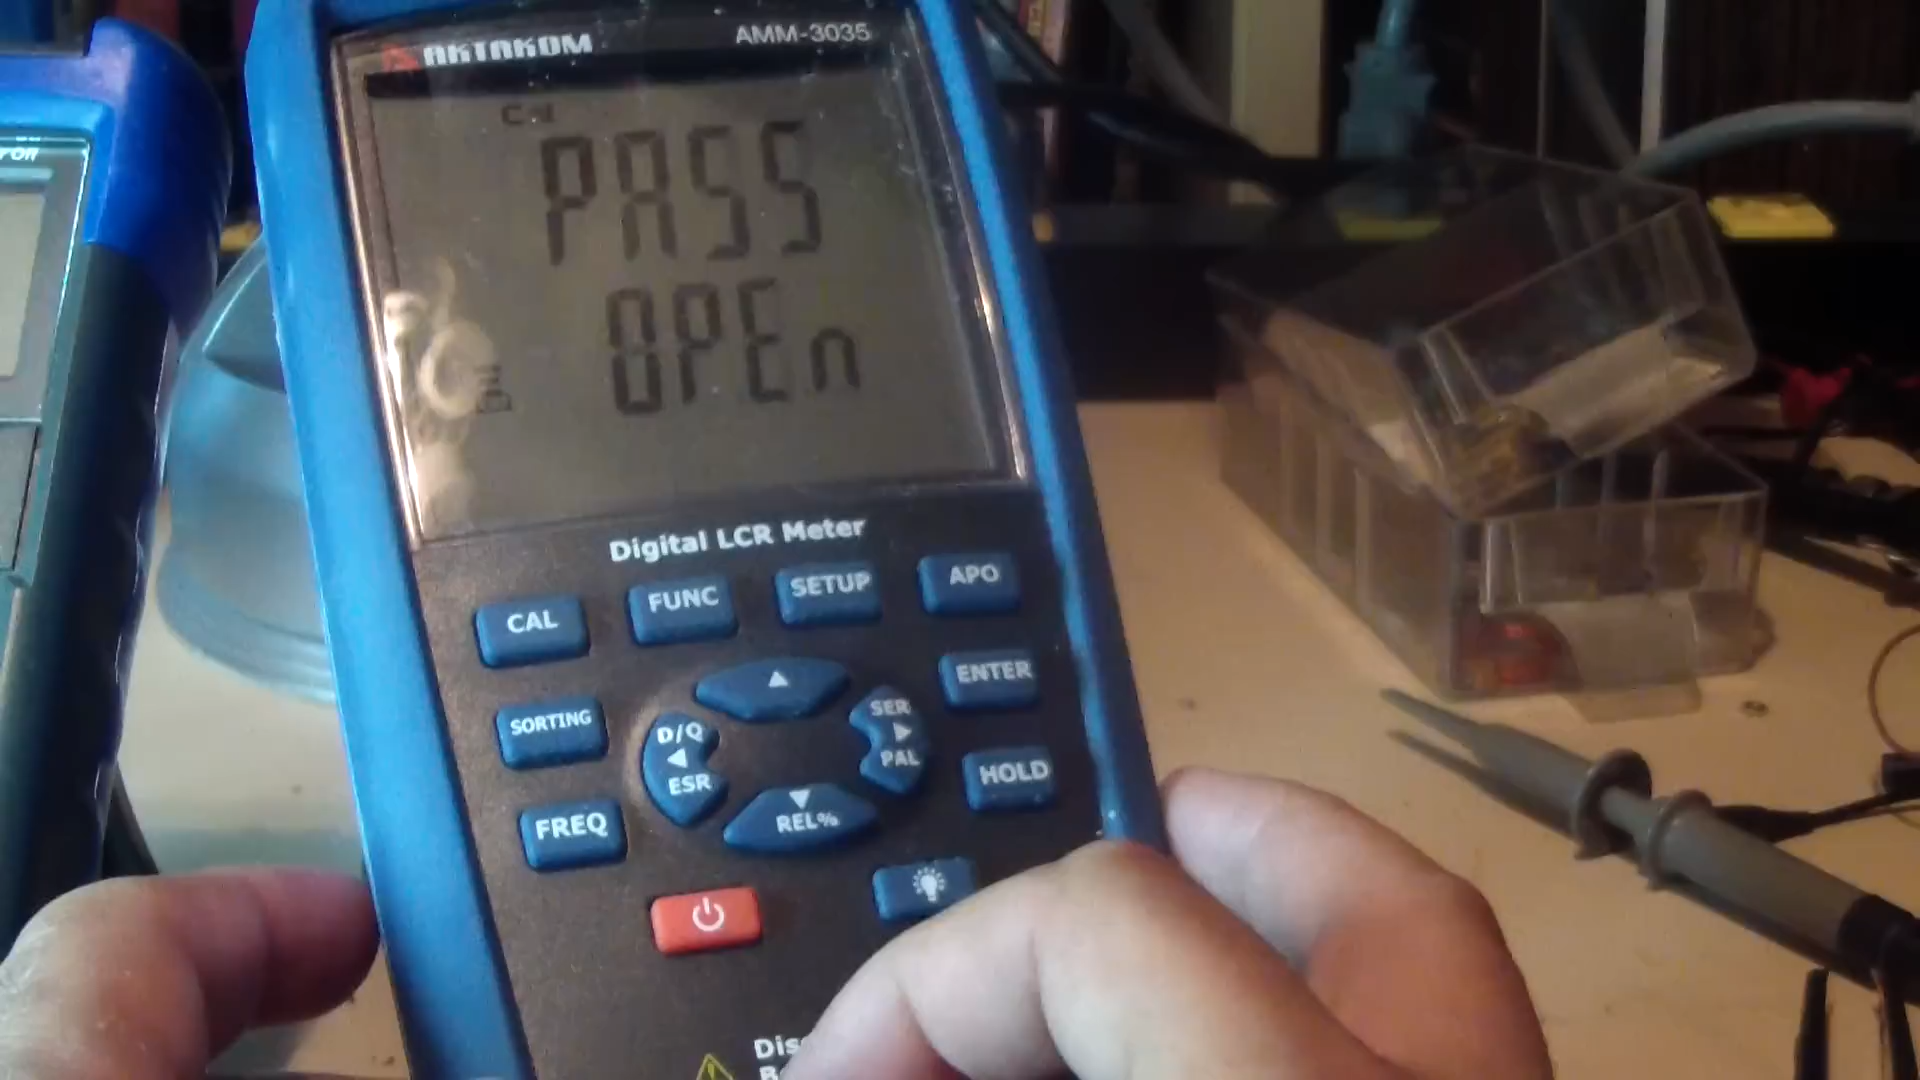 AKTAKOM AMM-3035
Cal
PASS
OPEn
Digital LCR Meter
CAL FUNC SETUP APO
SORTING D/Q ESR SER PAL ENTER
FREQ REL% HOLD